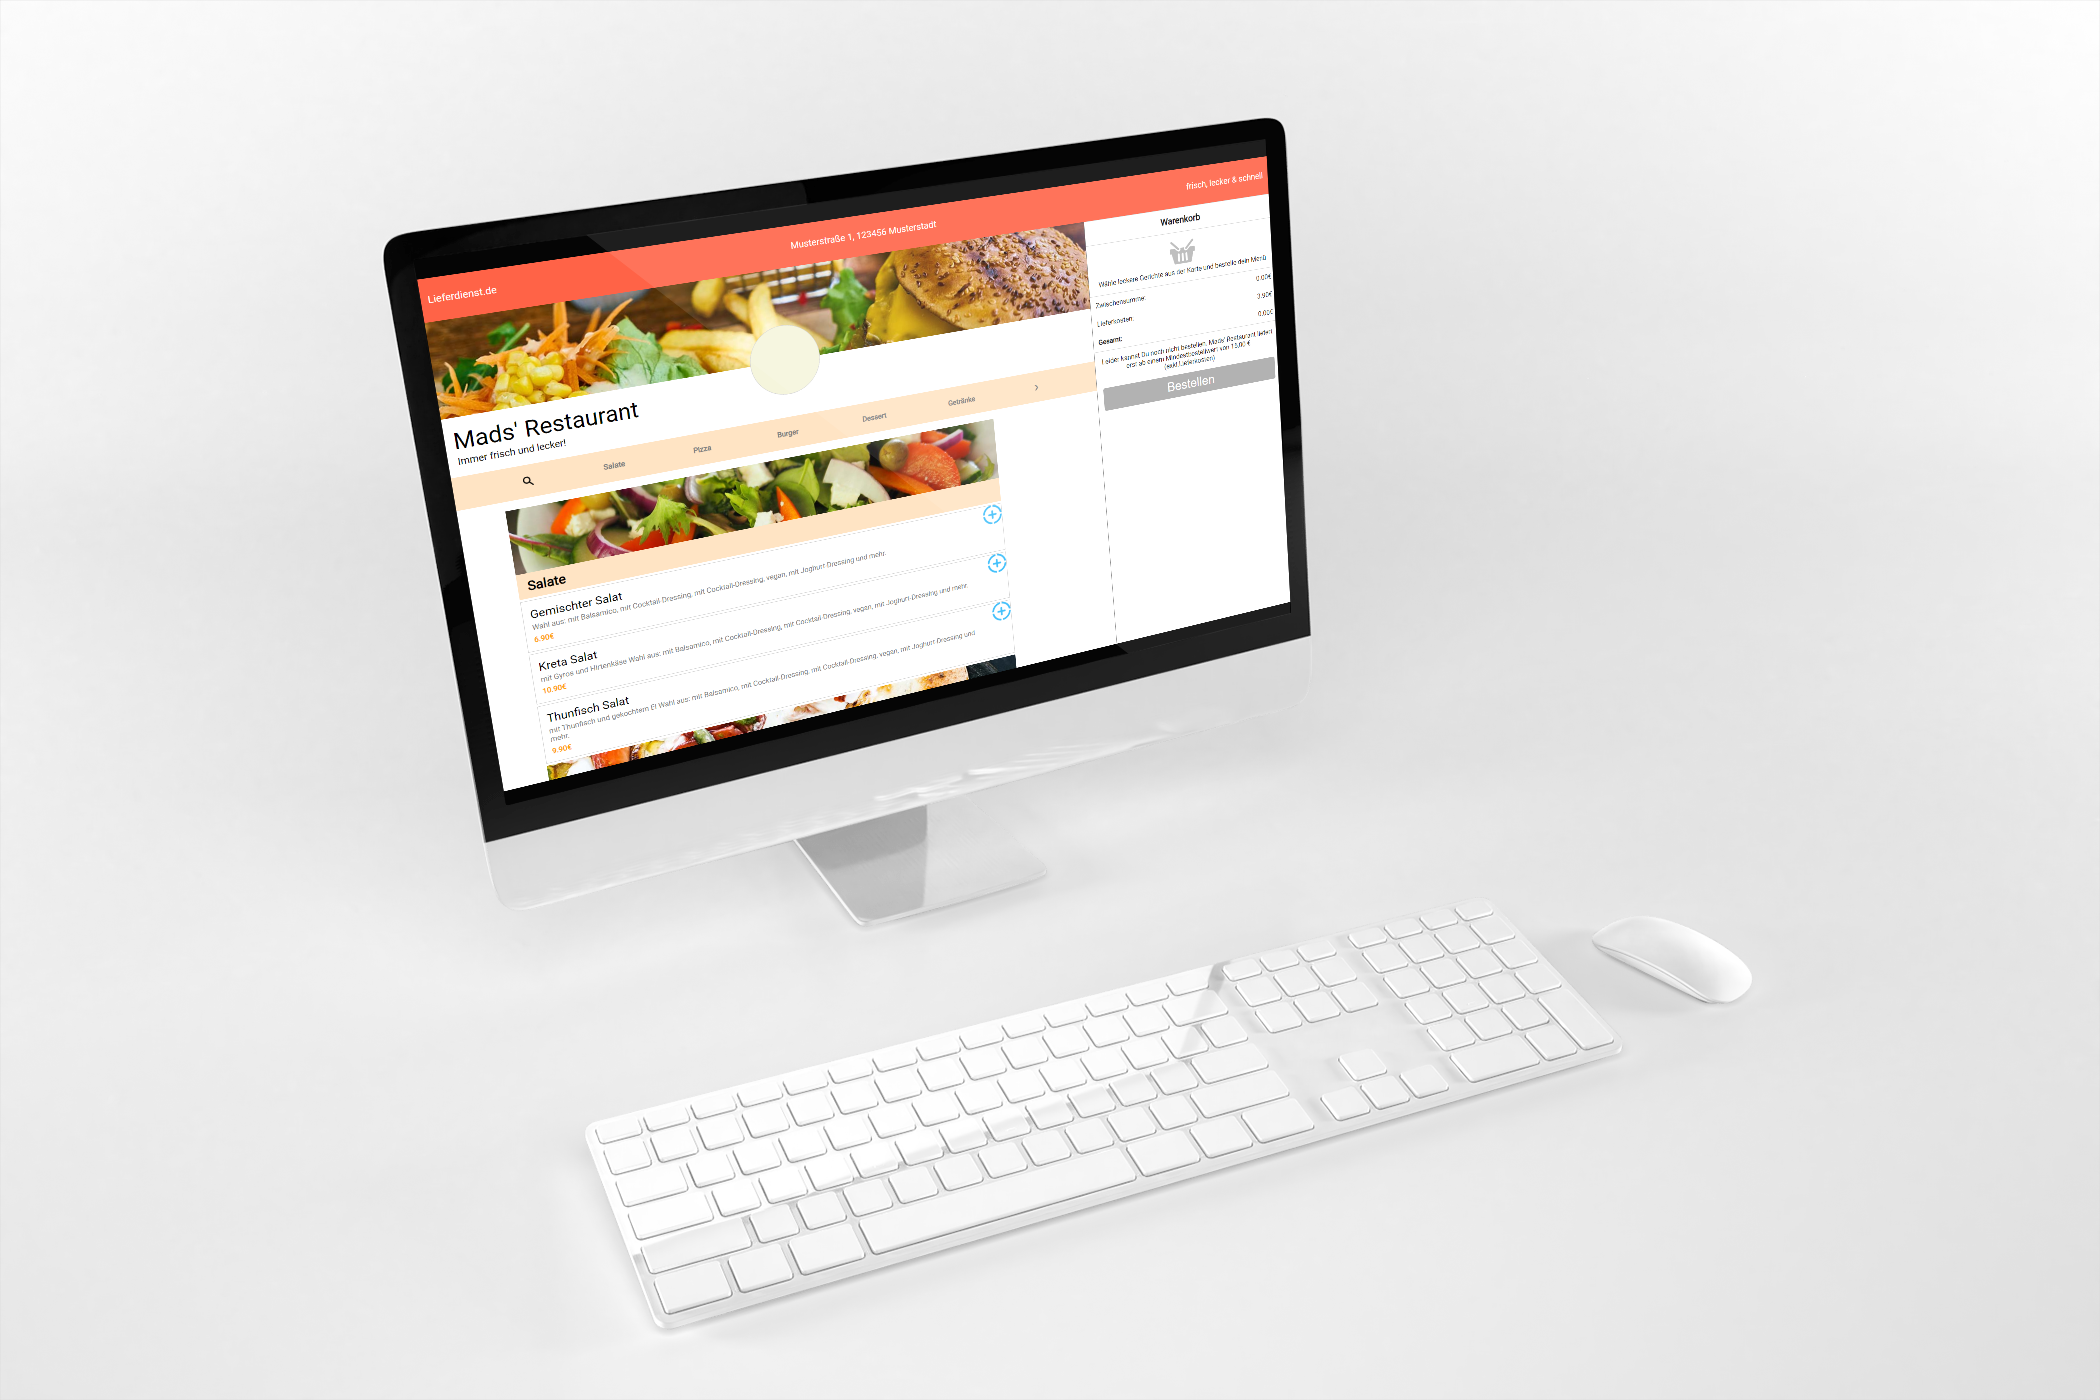 Lieferdienst.de
Musterstraße 1, 123456 Musterstadt
frisch, lecker & schnell
Mads' Restaurant
Immer frisch und lecker!
Salate
Pizza
Burger
Dessert
Getränke
›
Salate
Gemischter Salat
Wahl aus: mit Balsamico, mit Cocktail-Dressing, mit Cocktail-Dressing, vegan, mit Joghurt-Dressing und mehr.
6.90€
Kreta Salat
mit Gyros und Hirtenkäse Wahl aus: mit Balsamico, mit Cocktail-Dressing, mit Cocktail-Dressing, vegan, mit Joghurt-Dressing und mehr.
10.90€
Thunfisch Salat
mit Thunfisch und gekochtem Ei Wahl aus: mit Balsamico, mit Cocktail-Dressing, mit Cocktail-Dressing, vegan, mit Joghurt-Dressing und
mehr.
9.90€
Warenkorb
Wähle leckere Gerichte aus der Karte und bestelle dein Menü
Zwischensumme: 0.00€
Lieferkosten: 3.90€
Gesamt: 0.00€
Leider kannst Du noch nicht bestellen, Mads' Restaurant liefert
erst ab einem Mindestbestellwert von 15,00 €
(exkl.Lieferkosten)
Bestellen